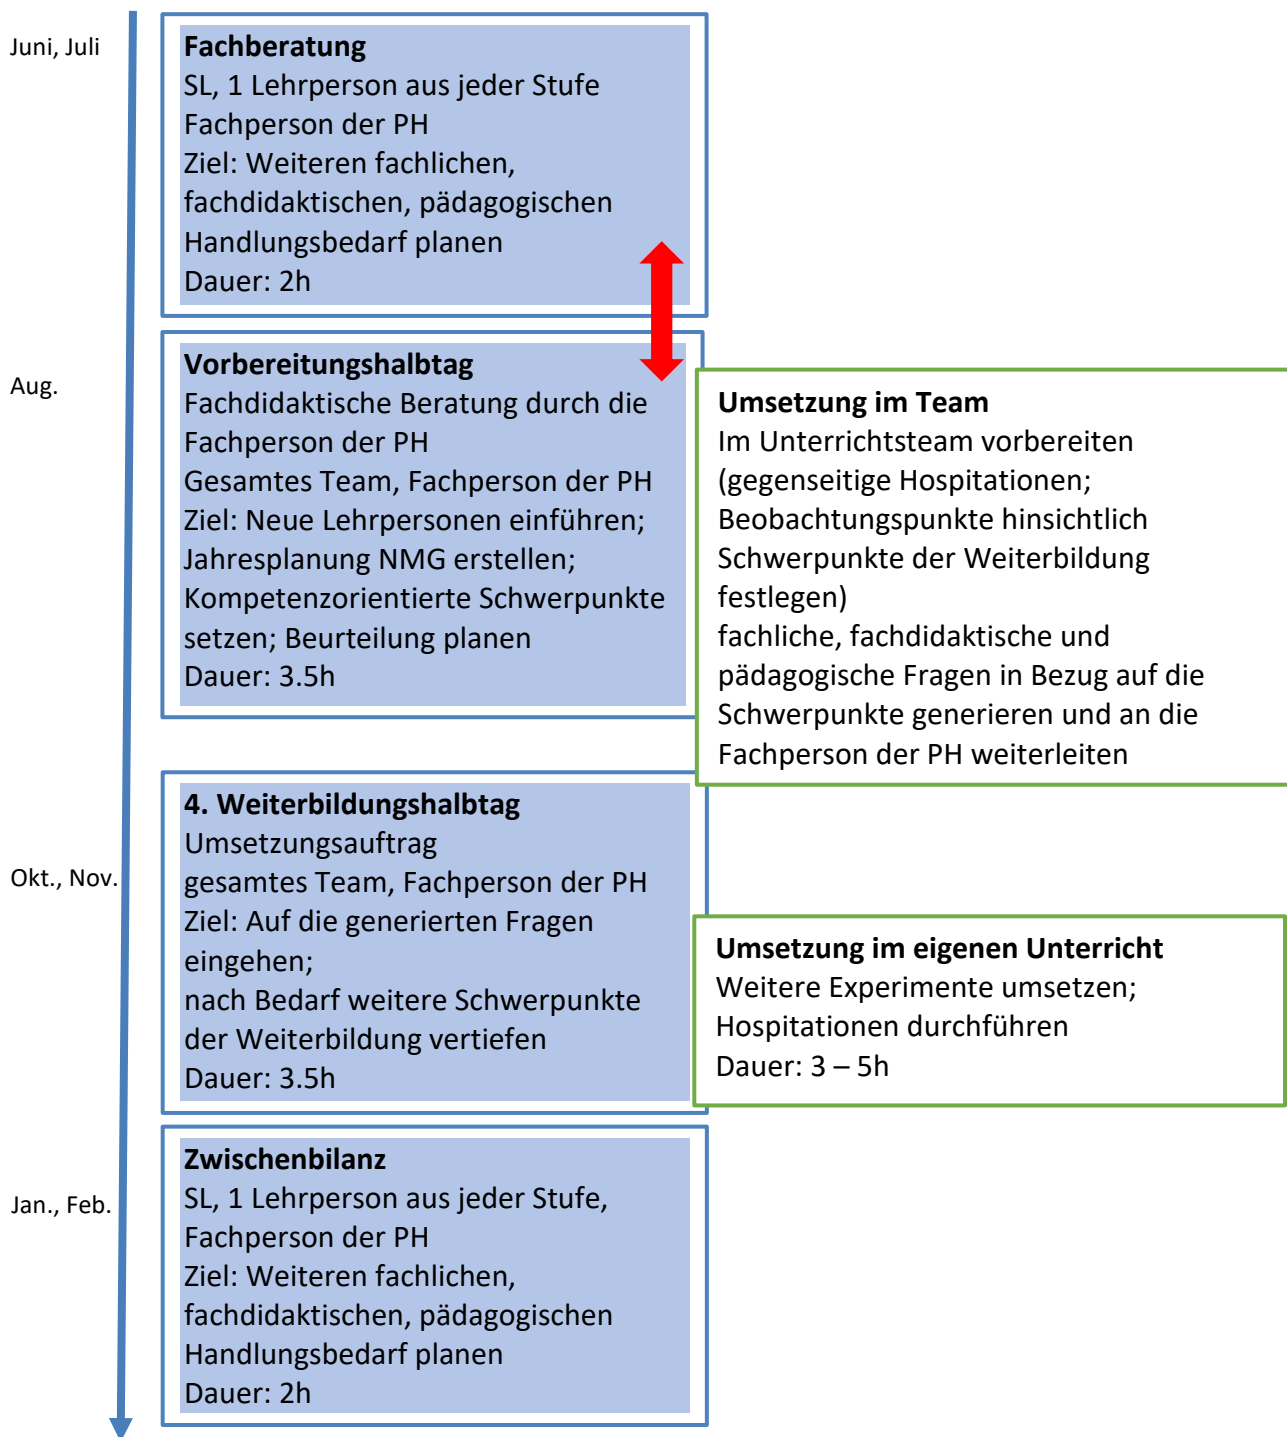 Juni, Juli
Fachberatung
SL, 1 Lehrperson aus jeder Stufe
Fachperson der PH
Ziel: Weiteren fachlichen,
fachdidaktischen, pädagogischen
Handlungsbedarf planen
Dauer: 2h
Aug.
Vorbereitungshalbtag
Fachdidaktische Beratung durch die
Fachperson der PH
Gesamtes Team, Fachperson der PH
Ziel: Neue Lehrpersonen einführen;
Jahresplanung NMG erstellen;
Kompetenzorientierte Schwerpunkte
setzen; Beurteilung planen
Dauer: 3.5h
Umsetzung im Team
Im Unterrichtsteam vorbereiten
(gegenseitige Hospitationen;
Beobachtungspunkte hinsichtlich
Schwerpunkte der Weiterbildung
festlegen)
fachliche, fachdidaktische und
pädagogische Fragen in Bezug auf die
Schwerpunkte generieren und an die
Fachperson der PH weiterleiten
Okt., Nov.
4. Weiterbildungshalbtag
Umsetzungsauftrag
gesamtes Team, Fachperson der PH
Ziel: Auf die generierten Fragen
eingehen;
nach Bedarf weitere Schwerpunkte
der Weiterbildung vertiefen
Dauer: 3.5h
Umsetzung im eigenen Unterricht
Weitere Experimente umsetzen;
Hospitationen durchführen
Dauer: 3 – 5h
Jan., Feb.
Zwischenbilanz
SL, 1 Lehrperson aus jeder Stufe,
Fachperson der PH
Ziel: Weiteren fachlichen,
fachdidaktischen, pädagogischen
Handlungsbedarf planen
Dauer: 2h